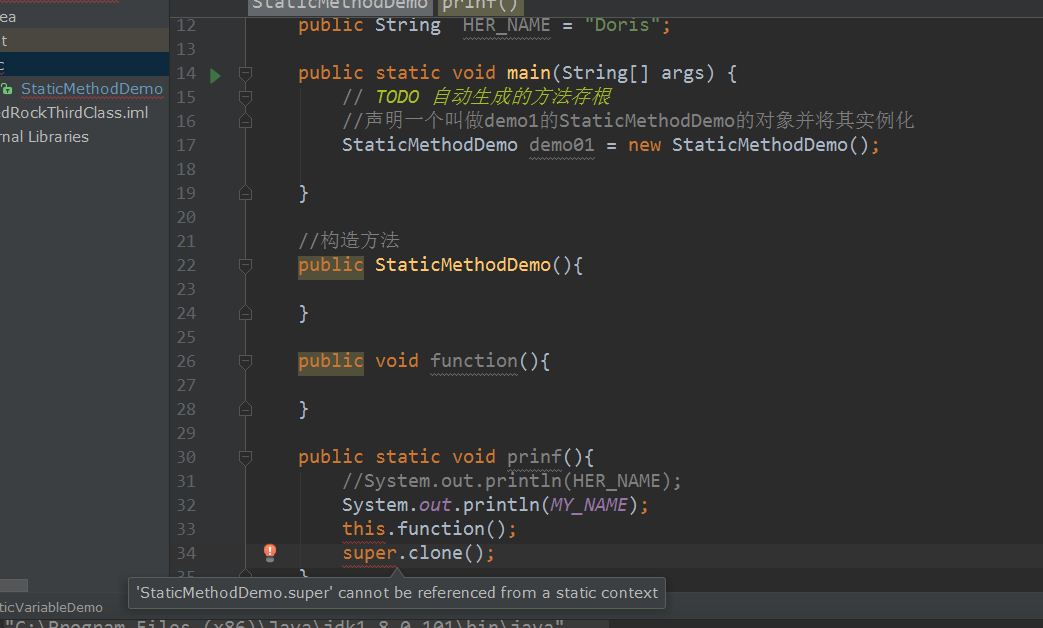 StaticMethodDemo prinf()
ea
12 public String HER_NAME = "Doris";
t
13
14 public static void main(String[] args) {
15 // TODO 自动生成的方法存根
StaticMethodDemo
16 //声明一个叫做demo1的StaticMethodDemo的对象并将其实例化
edRockThirdClass.iml
17 StaticMethodDemo demo01 = new StaticMethodDemo();
rnal Libraries
18
19 }
20
21 //构造方法
22 public StaticMethodDemo(){
23
24 }
25
26 public void function(){
27
28 }
29
30 public static void prinf(){
31 //System.out.println(HER_NAME);
32 System.out.println(MY_NAME);
33 this.function();
34 super.clone();
35 }
'StaticMethodDemo.super' cannot be referenced from a static context
ticVariableDemo
"C:\Program Files (x86)\Java\jdk1.8.0_101\bin\java"